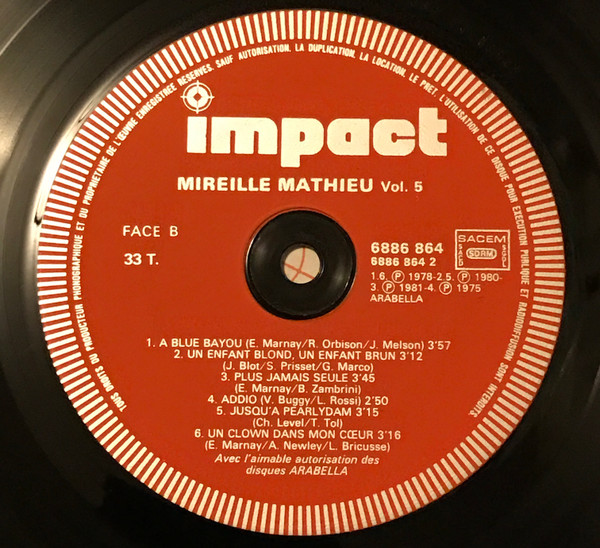 TOUS DROITS DU PRODUCTEUR PHONOGRAPHIQUE ET DU PROPRIETAIRE DE L'ŒUVRE ENREGISTREE RESERVES. SAUF AUTORISATION, LA DUPLICATION, LA LOCATION, LE PRET, L'UTILISATION DE CE DISQUE POUR EXECUTION PUBLIQUE ET RADIODIFFUSION SONT INTERDITS
impact
MIREILLE MATHIEU Vol. 5
FACE B
33 T.
6886 864
6886 864 2
SACEM
SACD
SDRM
SGDL
1.6. Ⓟ 1978-2.5. Ⓟ 1980-
3. Ⓟ 1981-4. Ⓟ 1975
ARABELLA
1. A BLUE BAYOU (E. Marnay/R. Orbison/J. Melson) 3'57
2. UN ENFANT BLOND, UN ENFANT BRUN 3'12
(J. Blot/S. Prisset/G. Marco)
3. PLUS JAMAIS SEULE 3'45
(E. Marnay/B. Zambrini)
4. ADDIO (V. Buggy/L. Rossi) 2'50
5. JUSQU'A PEARLYDAM 3'15
(Ch. Level/T. Tol)
6. UN CLOWN DANS MON CŒUR 3'16
(E. Marnay/A. Newley/L. Bricusse)
Avec l'aimable autorisation des
disques ARABELLA